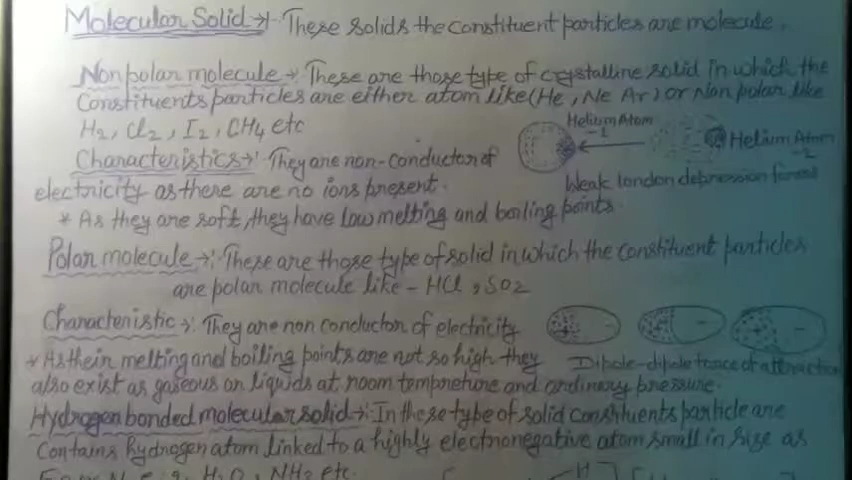 Molecular Solid → These solids the constituent particles are molecule.
Nonpolar molecule → These are those type of crystalline solid in which the
Constituents particles are either atom like (He, Ne Ar) or Non polar like
H2, Cl2, I2, CH4 etc
Helium Atom
-1
Helium Atom
-2
Characteristics →: They are non-conductor of
electricity as there are no ions present.
Weak london depression forces
* As they are soft, they have low melting and boiling points.
Polar molecule →: These are those type of solid in which the constituent particles
are polar molecule like - HCl, SO2
Characteristic →: They are non conductor of electricity
* As their melting and boiling points are not so high they
Dipole-dipole force of attraction
also exist as gaseous or liquids at room tempreture and ordinary pressure.
Hydrogen bonded molecular solid →: In these type of solid constituents particle are
Contains hydrogen atom linked to a highly electronegative atom small in size as
H2O, NH2 etc.
H